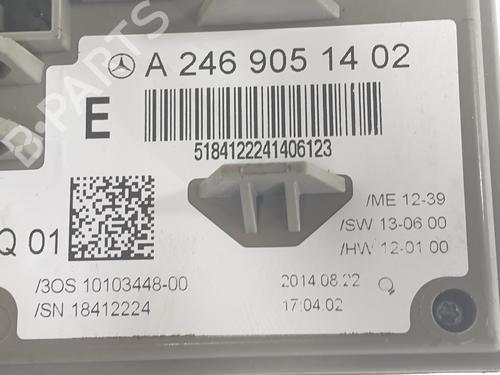 A 246 905 14 02
E
5184122241406123
Q 01
/ME 12-39
/SW 13-06 00
/HW 12-01 00
/3OS 10103448-00
/SN 18412224
2014.08.22
17:04.02
B PARTS